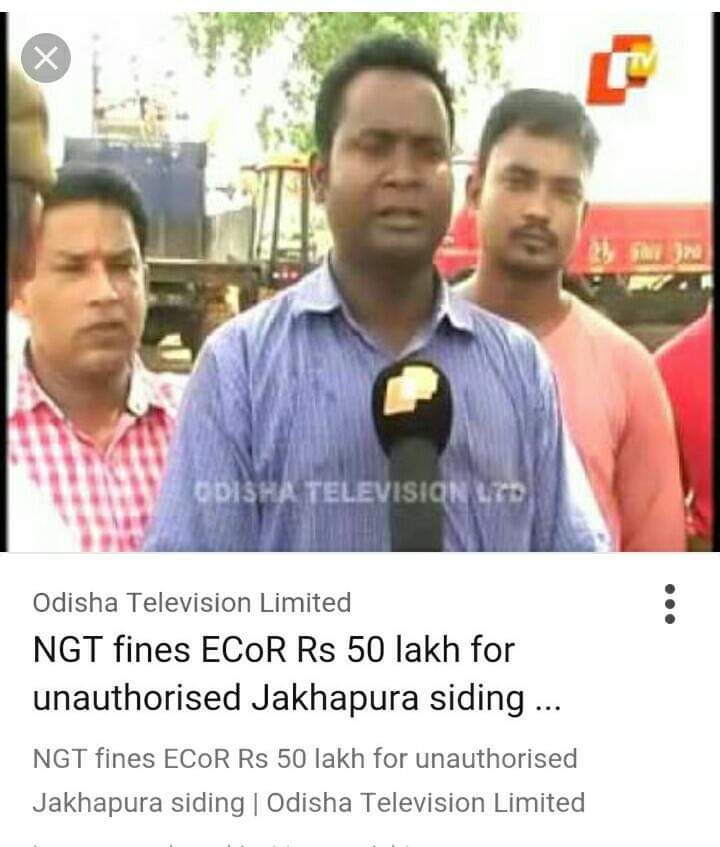 TV
ODISHA TELEVISION LTD
Odisha Television Limited
NGT fines ECoR Rs 50 lakh for
unauthorised Jakhapura siding ...
NGT fines ECoR Rs 50 lakh for unauthorised
Jakhapura siding | Odisha Television Limited